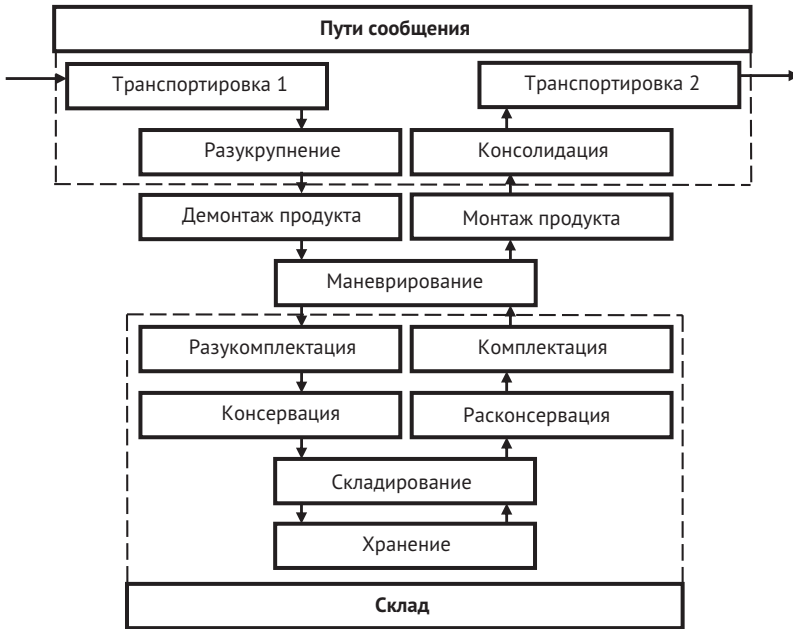 Пути сообщения
Транспортировка 1
Транспортировка 2
Разукрупнение
Консолидация
Демонтаж продукта
Монтаж продукта
Маневрирование
Разукомплектация
Комплектация
Консервация
Расконсервация
Складирование
Хранение
Склад